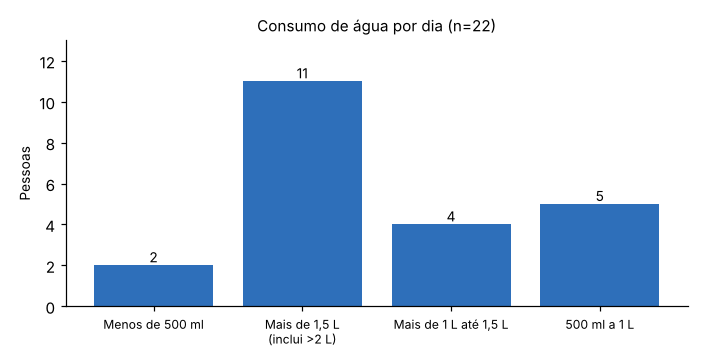 Consumo de água por dia (n=22)
Pessoas
12
10
8
6
4
2
0
2
11
4
5
Menos de 500 ml
Mais de 1,5 L
(inclui >2 L)
Mais de 1 L até 1,5 L
500 ml a 1 L